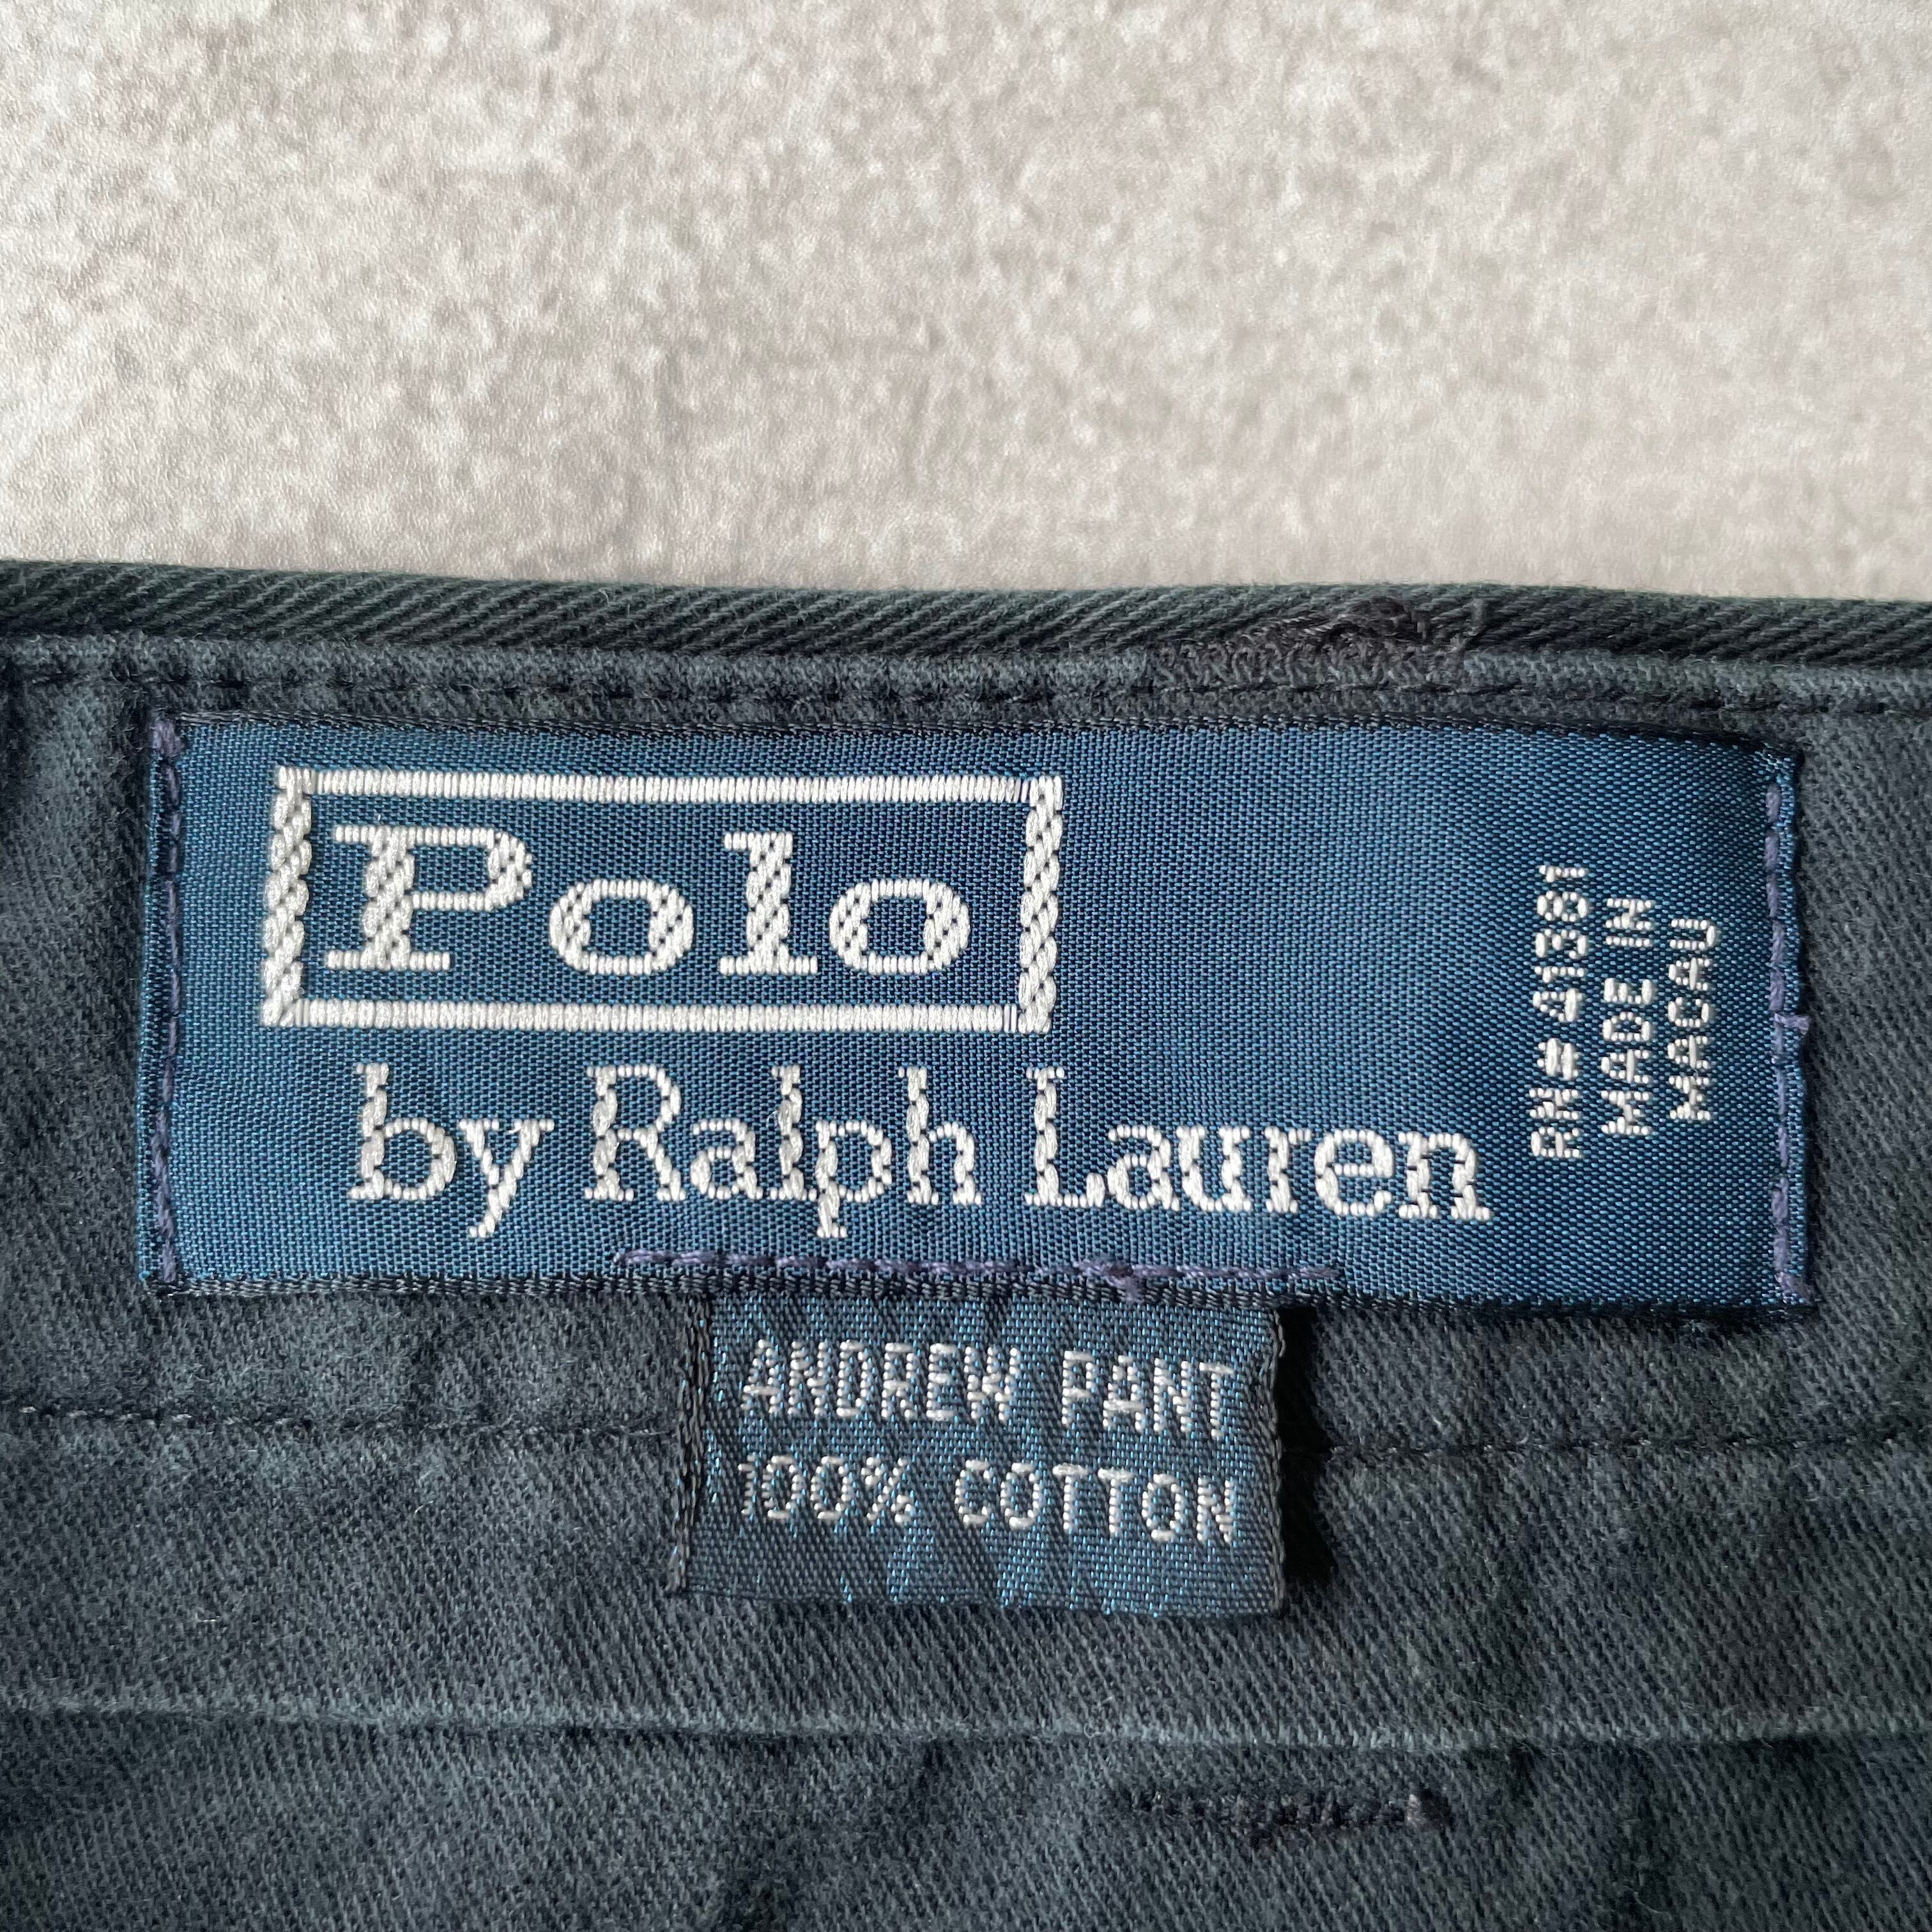 Polo
by Ralph Lauren
RN# 41381
MADE IN
MACAU
ANDREW PANT
100% COTTON